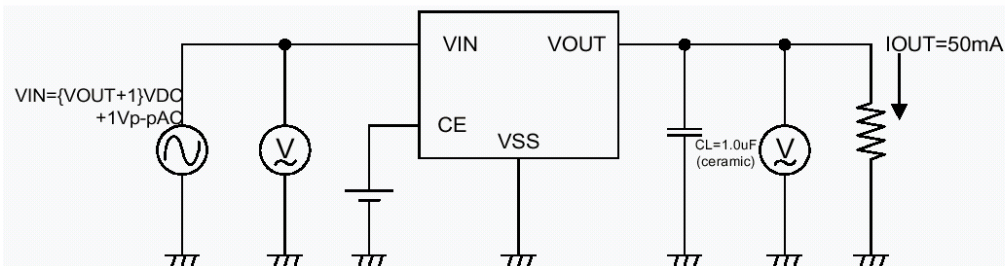 VIN VOUT IOUT=50mA
VIN={VOUT+1}VDC
+1Vp-pAC
CE
VSS
V
CL=1.0uF
(ceramic)
V